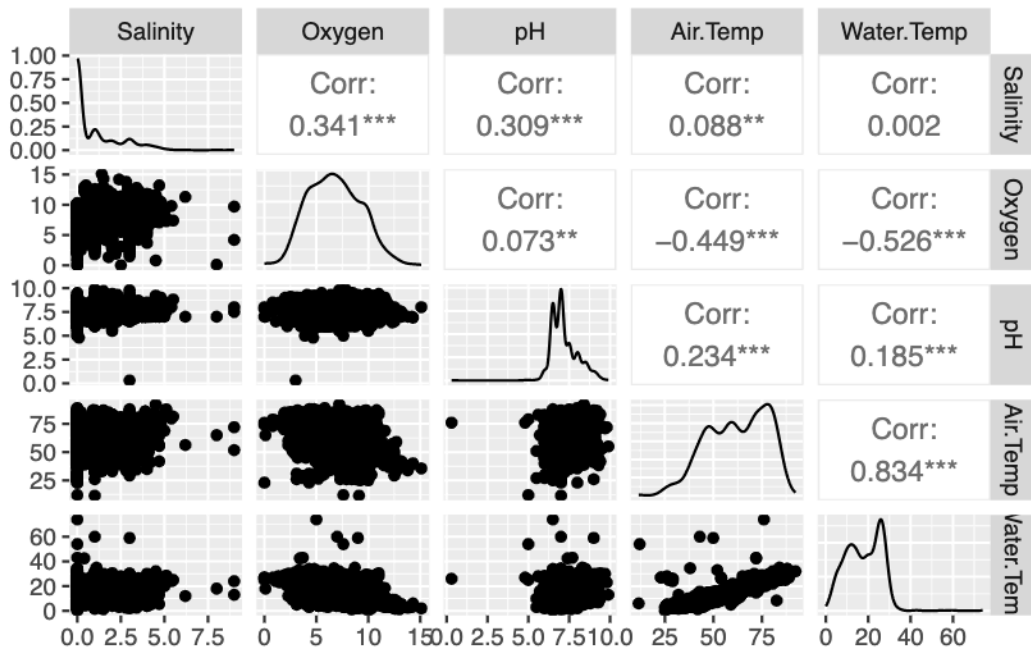 Salinity Oxygen pH Air.Temp Water.Temp
1.00
0.75
0.50
0.25
0.00
Corr:
0.341***
Corr:
0.309***
Corr:
0.088**
Corr:
0.002
Salinity
15
10
5
0
Corr:
0.073**
Corr:
−0.449***
Corr:
−0.526***
Oxygen
10.0
7.5
5.0
2.5
0.0
Corr:
0.234***
Corr:
0.185***
pH
75
50
25
Corr:
0.834***
Air.Temp
60
40
20
0
Water.Tem
0.0 2.5 5.0 7.5 0 5 10 15 0.0 2.5 5.0 7.5 10.0 25 50 75 0 20 40 60